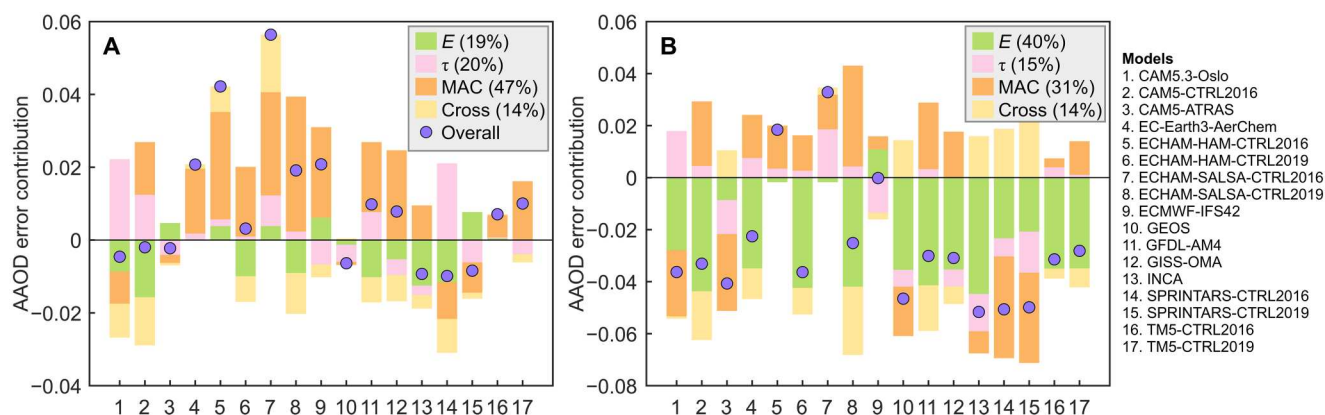 A
AAOD error contribution
0.06
0.04
0.02
0
−0.02
−0.04
E (19%)
τ (20%)
MAC (47%)
Cross (14%)
Overall
1 2 3 4 5 6 7 8 9 10 11 12 13 14 15 16 17
B
AAOD error contribution
0.06
0.04
0.02
0
−0.02
−0.04
−0.06
−0.08
E (40%)
τ (15%)
MAC (31%)
Cross (14%)
Overall
1 2 3 4 5 6 7 8 9 10 11 12 13 14 15 16 17
Models
1. CAM5.3-Oslo
2. CAM5-CTRL2016
3. CAM5-ATRAS
4. EC-Earth3-AerChem
5. ECHAM-HAM-CTRL2016
6. ECHAM-HAM-CTRL2019
7. ECHAM-SALSA-CTRL2016
8. ECHAM-SALSA-CTRL2019
9. ECMWF-IFS42
10. GEOS
11. GFDL-AM4
12. GISS-OMA
13. INCA
14. SPRINTARS-CTRL2016
15. SPRINTARS-CTRL2019
16. TM5-CTRL2016
17. TM5-CTRL2019